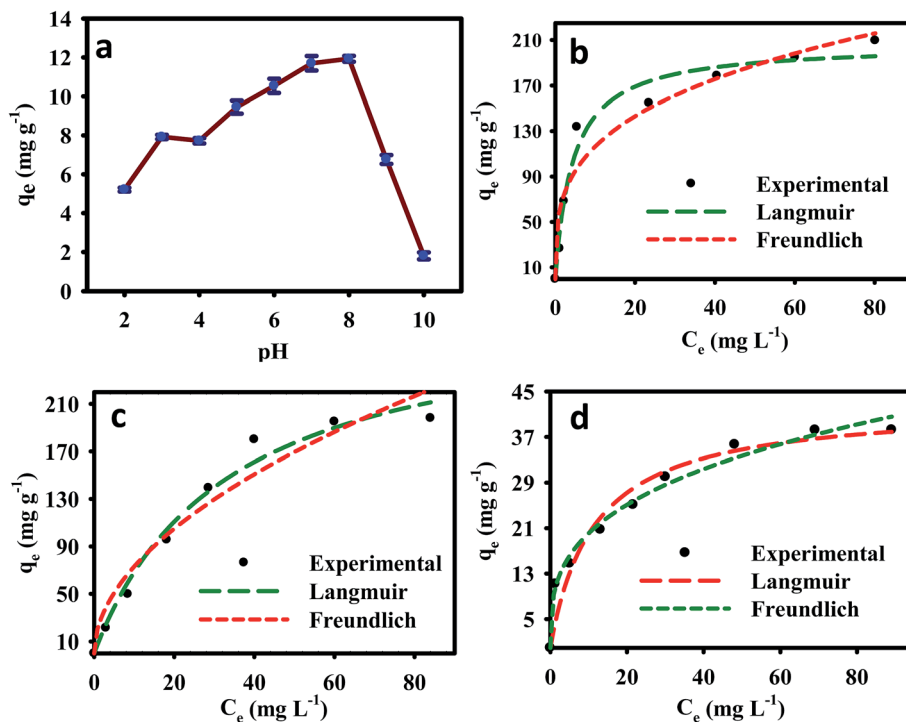 a
14
12
10
8
6
4
2
0
qe (mg g⁻¹)
2 4 6 8 10
pH
b
210
170
130
90
50
10
qe (mg g⁻¹)
Experimental
Langmuir
Freundlich
0 20 40 60 80
Ce (mg L⁻¹)
c
210
170
130
90
50
10
qe (mg g⁻¹)
Experimental
Langmuir
Freundlich
0 20 40 60 80
Ce (mg L⁻¹)
d
45
37
29
21
13
5
qe (mg g⁻¹)
Experimental
Langmuir
Freundlich
0 20 40 60 80
Ce (mg L⁻¹)